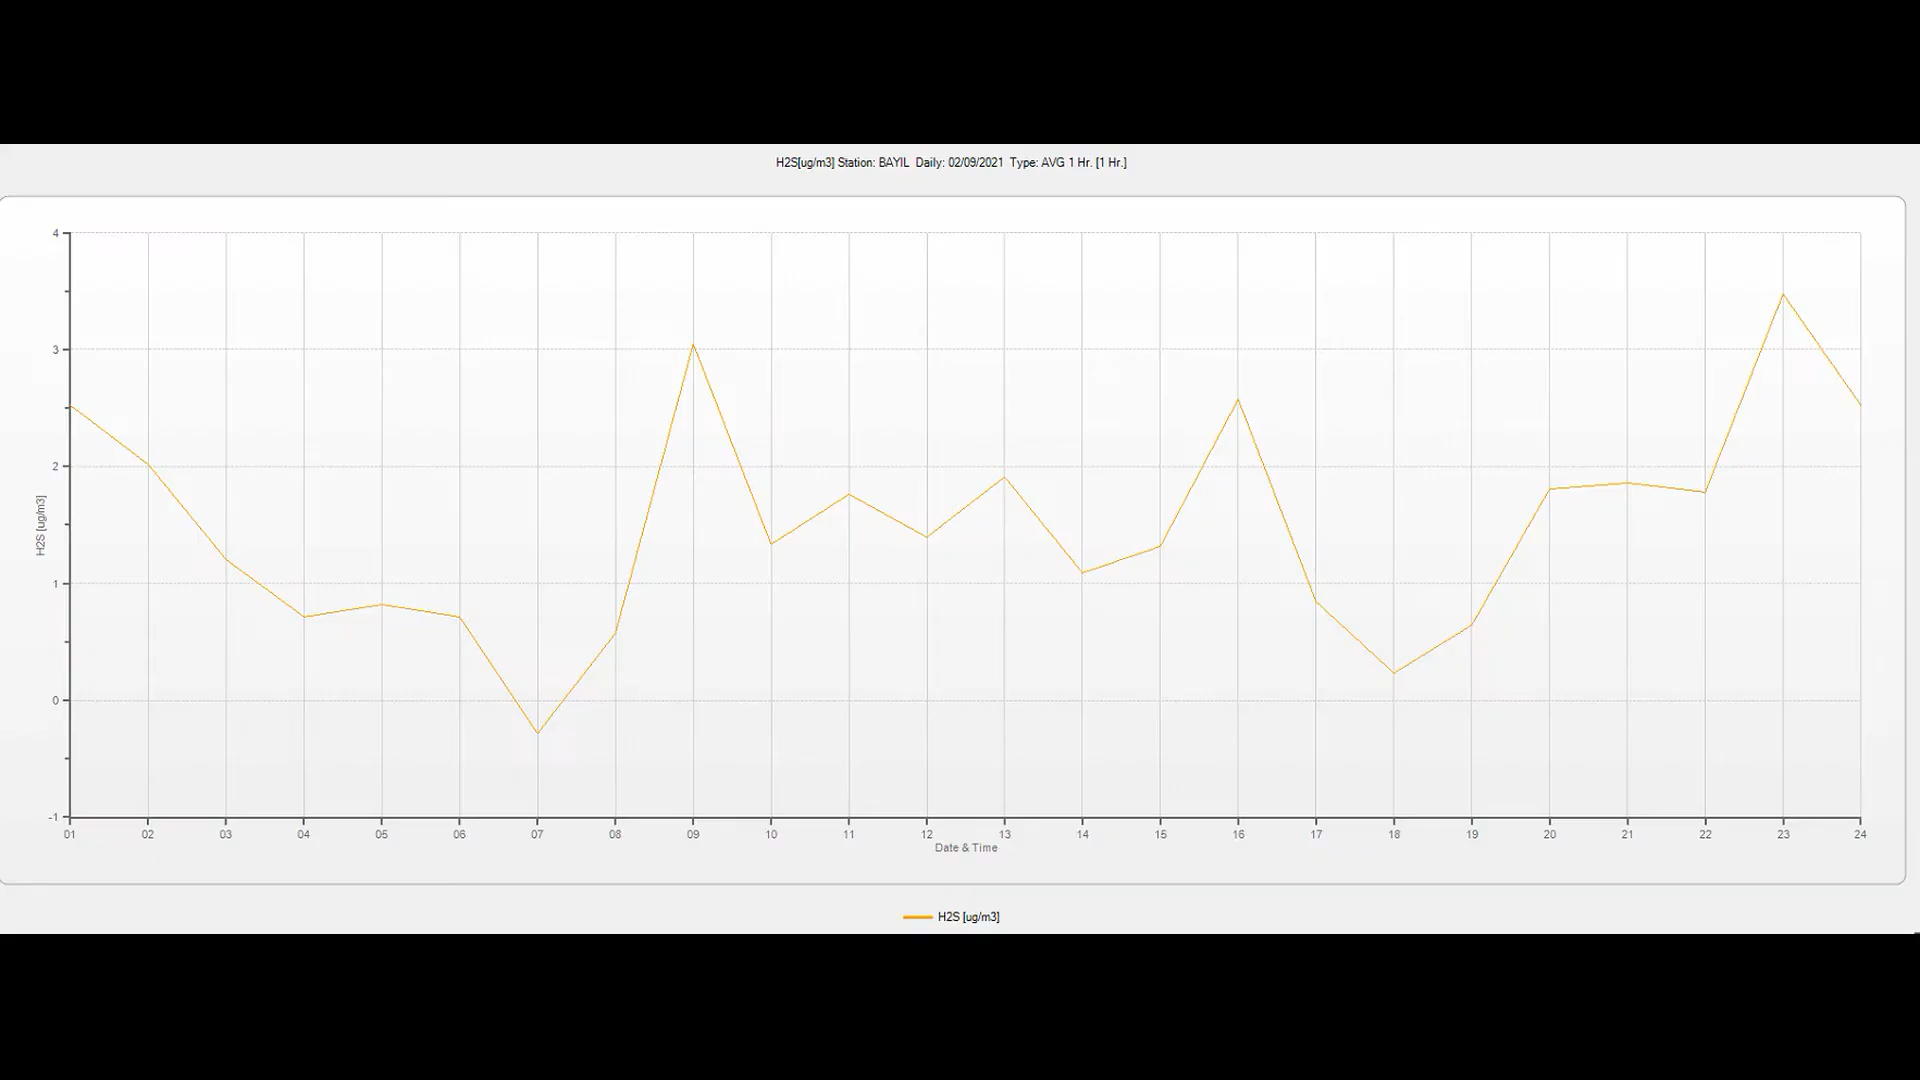 H2S[ug/m3] Station: BAYIL Daily: 02/09/2021 Type: AVG 1 Hr. [1 Hr.]
4
3
2
1
0
-1
H2S [ug/m3]
01 02 03 04 05 06 07 08 09 10 11 12 13 14 15 16 17 18 19 20 21 22 23 24
Date & Time
H2S [ug/m3]